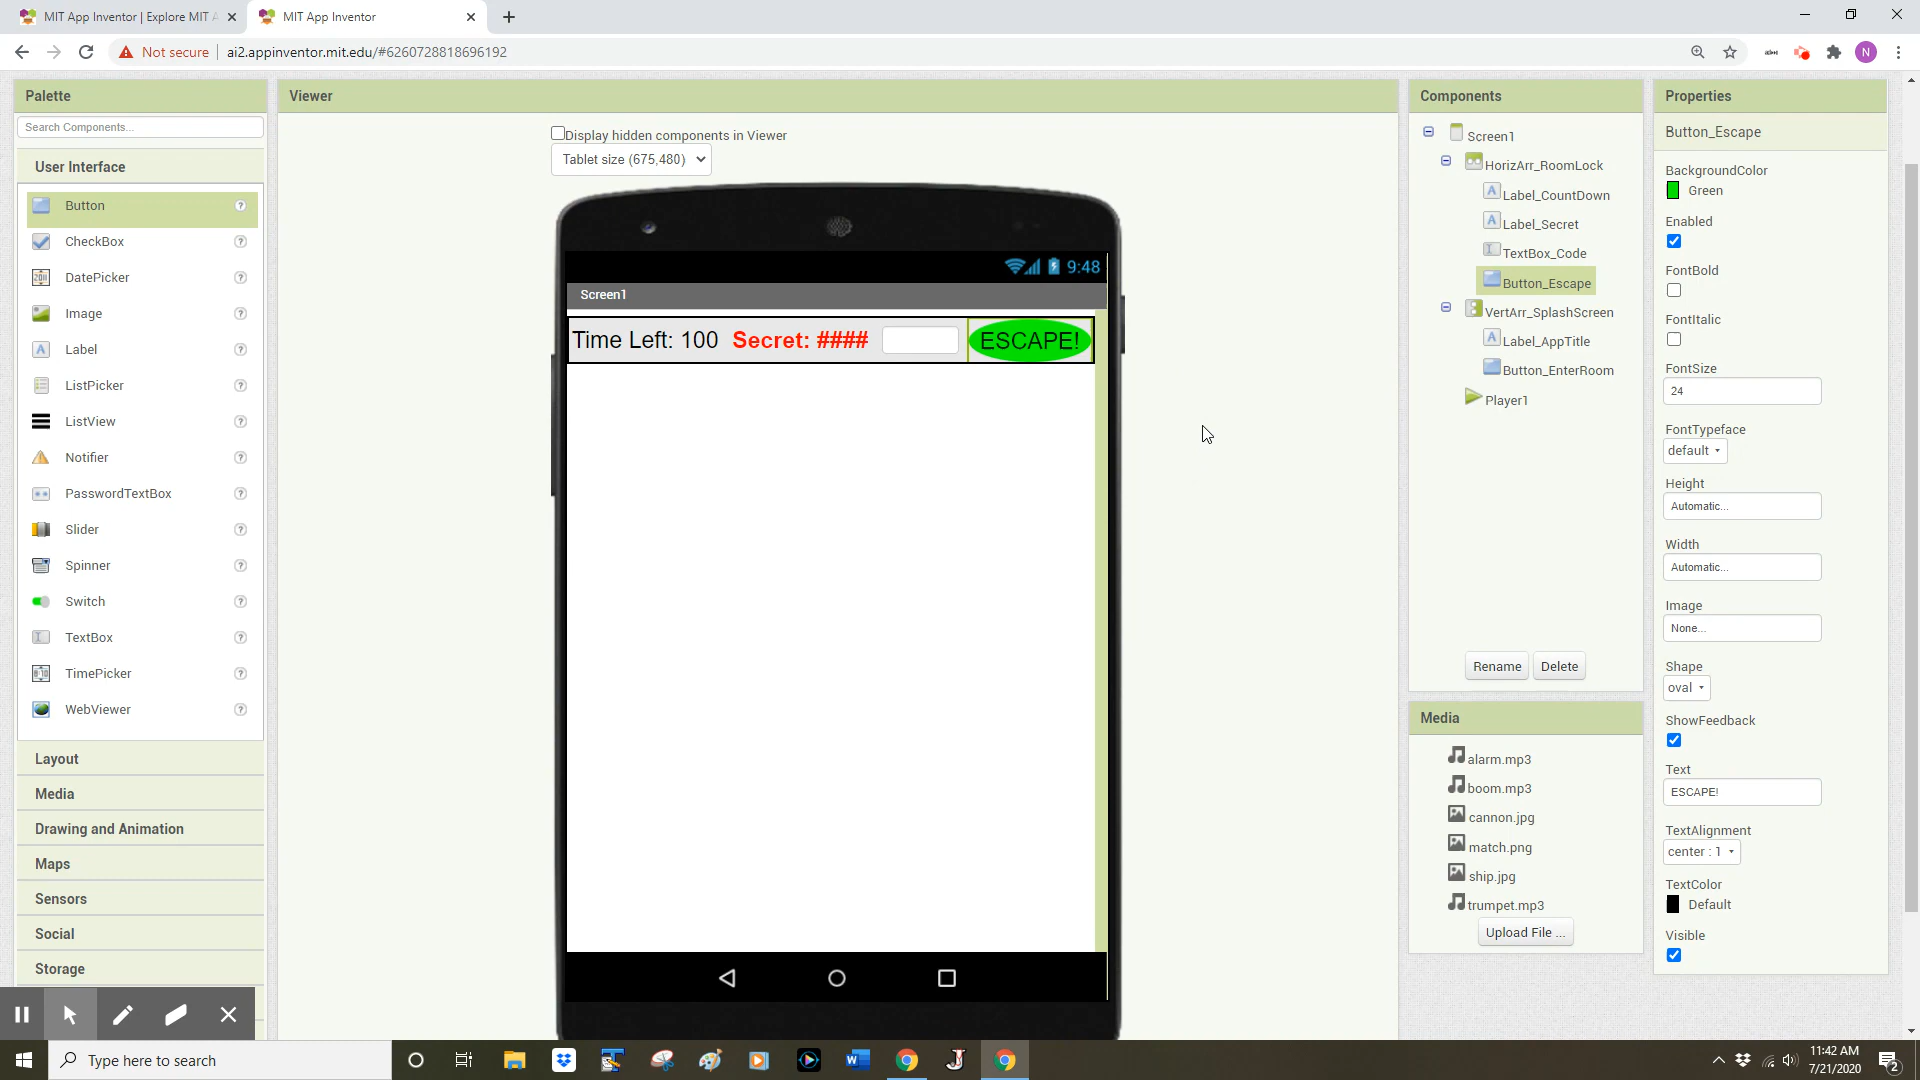 MIT App Inventor | Explore MIT A
MIT App Inventor
Not secure
ai2.appinventor.mit.edu/#6260728818696192
N
Palette
Search Components...
User Interface
Button
CheckBox
DatePicker
Image
Label
ListPicker
ListView
Notifier
PasswordTextBox
Slider
Spinner
Switch
TextBox
TimePicker
WebViewer
Layout
Media
Drawing and Animation
Maps
Sensors
Social
Storage
Viewer
Display hidden components in Viewer
Tablet size (675,480)
9:48
Screen1
Time Left: 100 Secret: #### ESCAPE!
Components
Screen1
HorizArr_RoomLock
Label_CountDown
Label_Secret
TextBox_Code
Button_Escape
VertArr_SplashScreen
Label_AppTitle
Button_EnterRoom
Player1
Rename Delete
Media
alarm.mp3
boom.mp3
cannon.jpg
match.png
ship.jpg
trumpet.mp3
Upload File ...
Properties
Button_Escape
BackgroundColor
Green
Enabled
FontBold
FontItalic
FontSize
24
FontTypeface
default
Height
Automatic...
Width
Automatic...
Image
None...
Shape
oval
ShowFeedback
Text
ESCAPE!
TextAlignment
center : 1
TextColor
Default
Visible
Type here to search
11:42 AM
7/21/2020
2